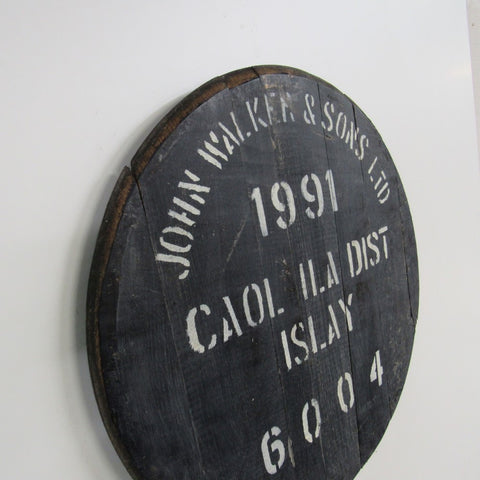 JOHN WALKER & SONS LTD
1991
CAOL ILA DIST
ISLAY
6004